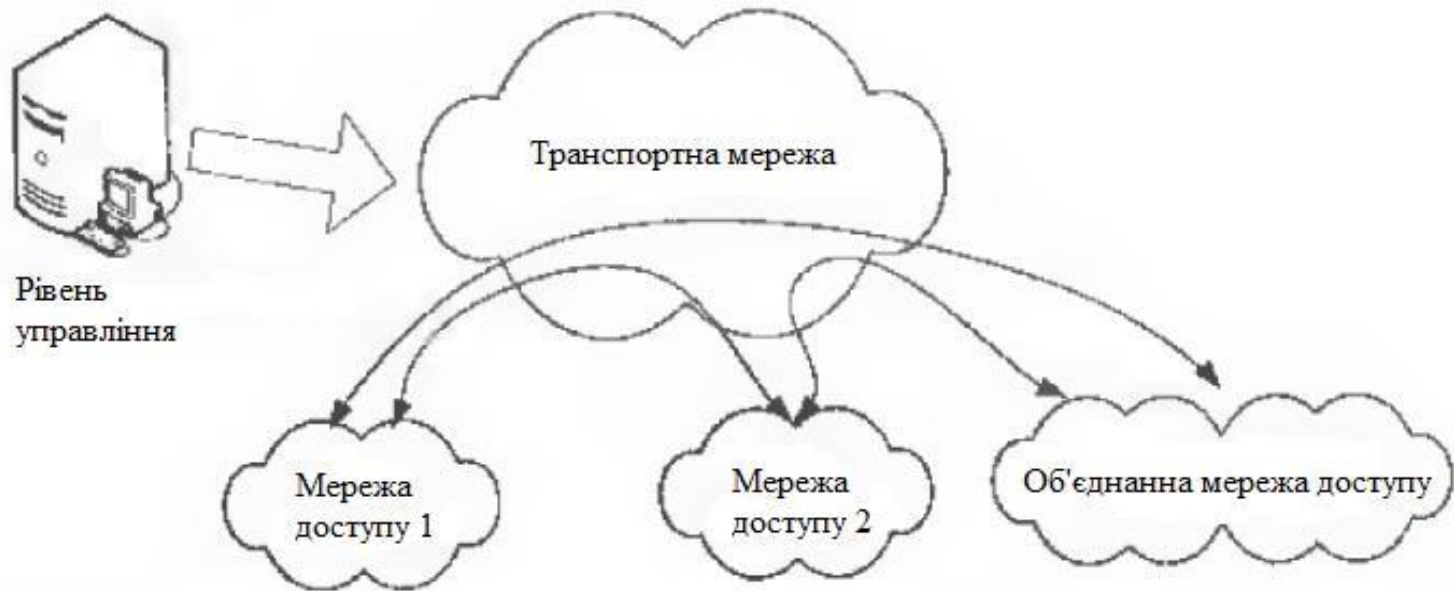 Транспортна мережа
Рівень
управління
Мережа
доступу 1
Мережа
доступу 2
Об'єднанна мережа доступу